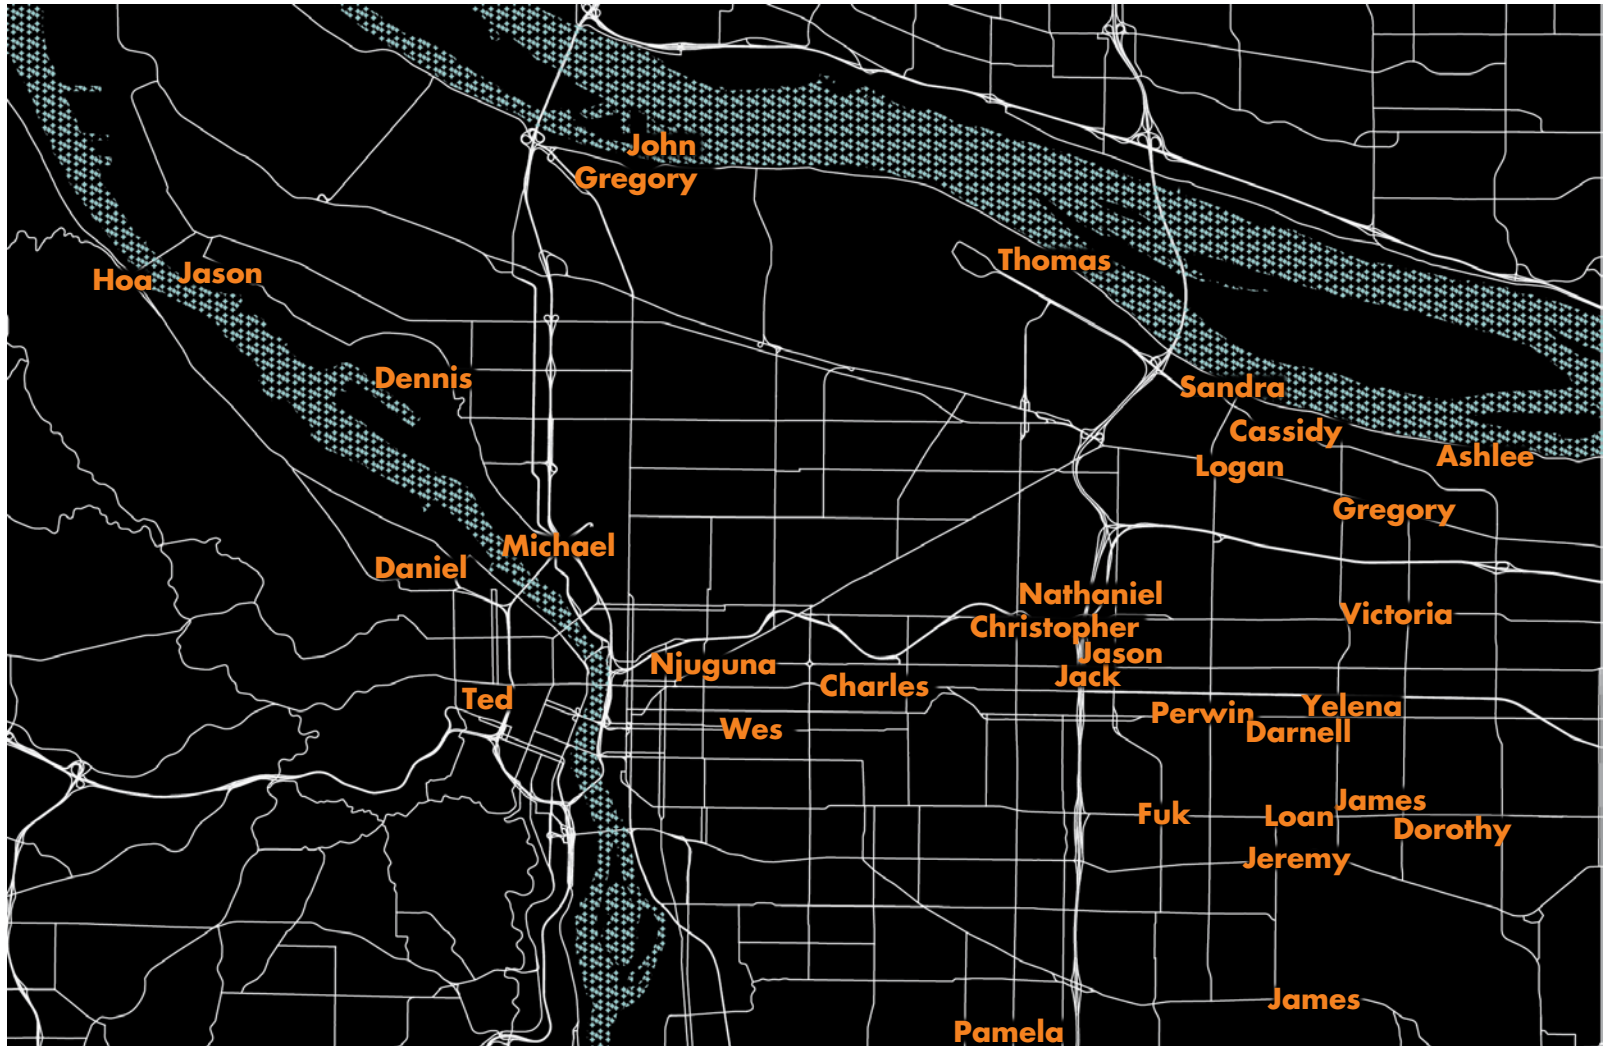 John
Gregory
Thomas
Hoa
Jason
Dennis
Sandra
Cassidy
Ashlee
Logan
Gregory
Michael
Daniel
Nathaniel
Victoria
Christopher
Jason
Njuguna
Jack
Charles
Ted
Yelena
Perwin
Wes
Darnell
James
Fuk
Loan
Dorothy
Jeremy
James
Pamela